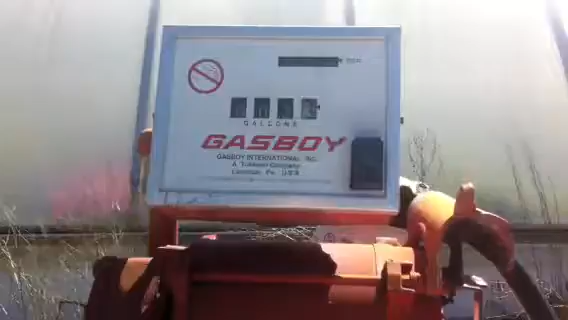 GALLONS
GASBOY
GASBOY INTERNATIONAL INC.
A Tokheim Company
Lansdale, Pa. U.S.A.